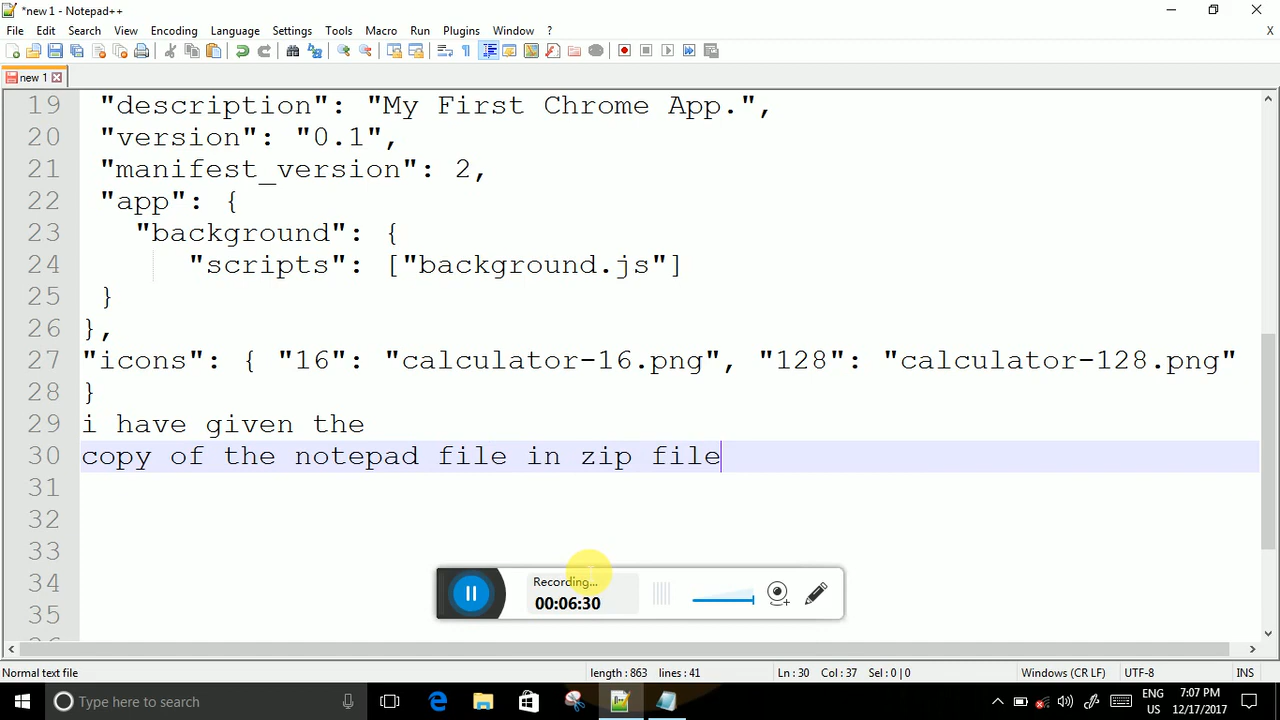 *new 1 - Notepad++
File Edit Search View Encoding Language Settings Tools Macro Run Plugins Window ?
X
new 1
19 "description": "My First Chrome App.",
20 "version": "0.1",
21 "manifest_version": 2,
22 "app": {
23 "background": {
24 "scripts": ["background.js"]
25 }
26 },
27 "icons": { "16": "calculator-16.png", "128": "calculator-128.png"
28 }
29 i have given the
30 copy of the notepad file in zip file
31
32
33
34
35
Recording...
00:06:30
Normal text file length : 863 lines : 41 Ln : 30 Col : 37 Sel : 0 | 0 Windows (CR LF) UTF-8 INS
Type here to search
ENG
US
7:07 PM
12/17/2017